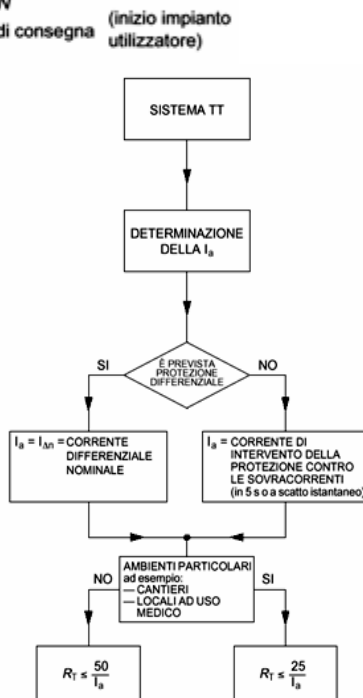 N
di consegna
(inizio impianto
utilizzatore)
SISTEMA TT
DETERMINAZIONE
DELLA Ia
È PREVISTA
PROTEZIONE
DIFFERENZIALE
SI
NO
Ia = IΔn = CORRENTE
DIFFERENZIALE
NOMINALE
Ia = CORRENTE DI
INTERVENTO DELLA
PROTEZIONE CONTRO
LE SOVRACORRENTI
(in 5 s o a scatto istantaneo)
NO
AMBIENTI PARTICOLARI
ad esempio:
— CANTIERI
— LOCALI AD USO
MEDICO
SI
RT ≤ 50/Ia
RT ≤ 25/Ia